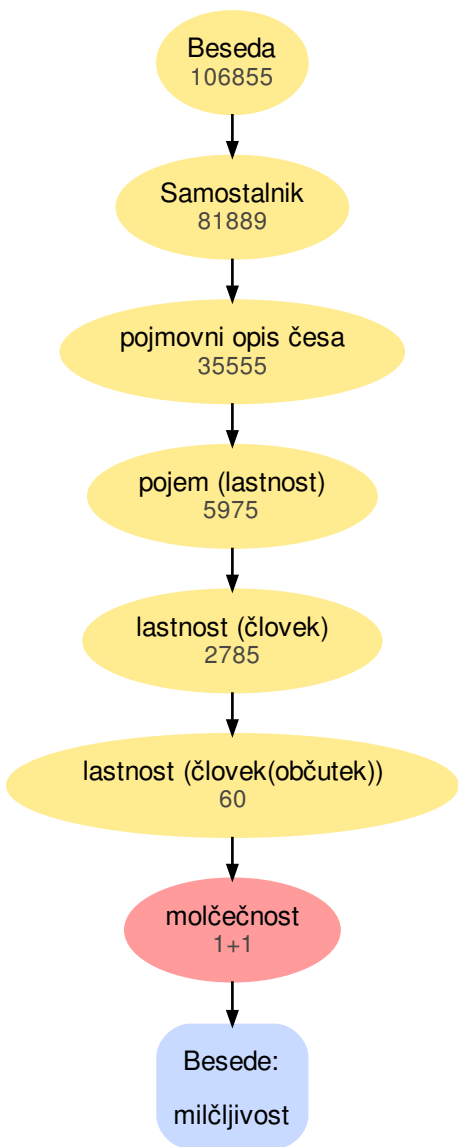 Beseda
106855
Samostalnik
81889
pojmovni opis česa
35555
pojem (lastnost)
5975
lastnost (človek)
2785
lastnost (človek(občutek))
60
molčečnost
1+1
Besede:
milčljivost